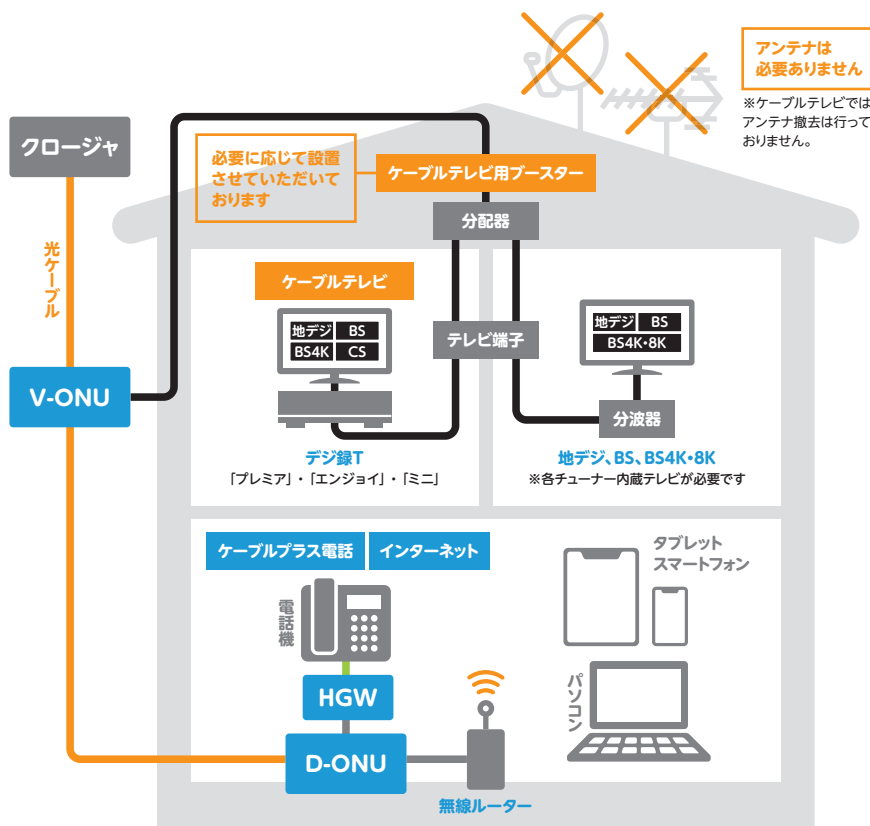 アンテナは
必要ありません
※ケーブルテレビでは
アンテナ撤去は行って
おりません。
クロージャ
必要に応じて設置
させていただいて
おります
ケーブルテレビ用ブースター
分配器
光ケーブル
ケーブルテレビ
地デジ BS
BS4K CS
テレビ端子
地デジ BS
BS4K・8K
V-ONU
分波器
デジ録T
「プレミア」・「エンジョイ」・「ミニ」
地デジ、BS、BS4K・8K
※各チューナー内蔵テレビが必要です
ケーブルプラス電話
インターネット
タブレット
スマートフォン
電話機
HGW
パソコン
D-ONU
無線ルーター